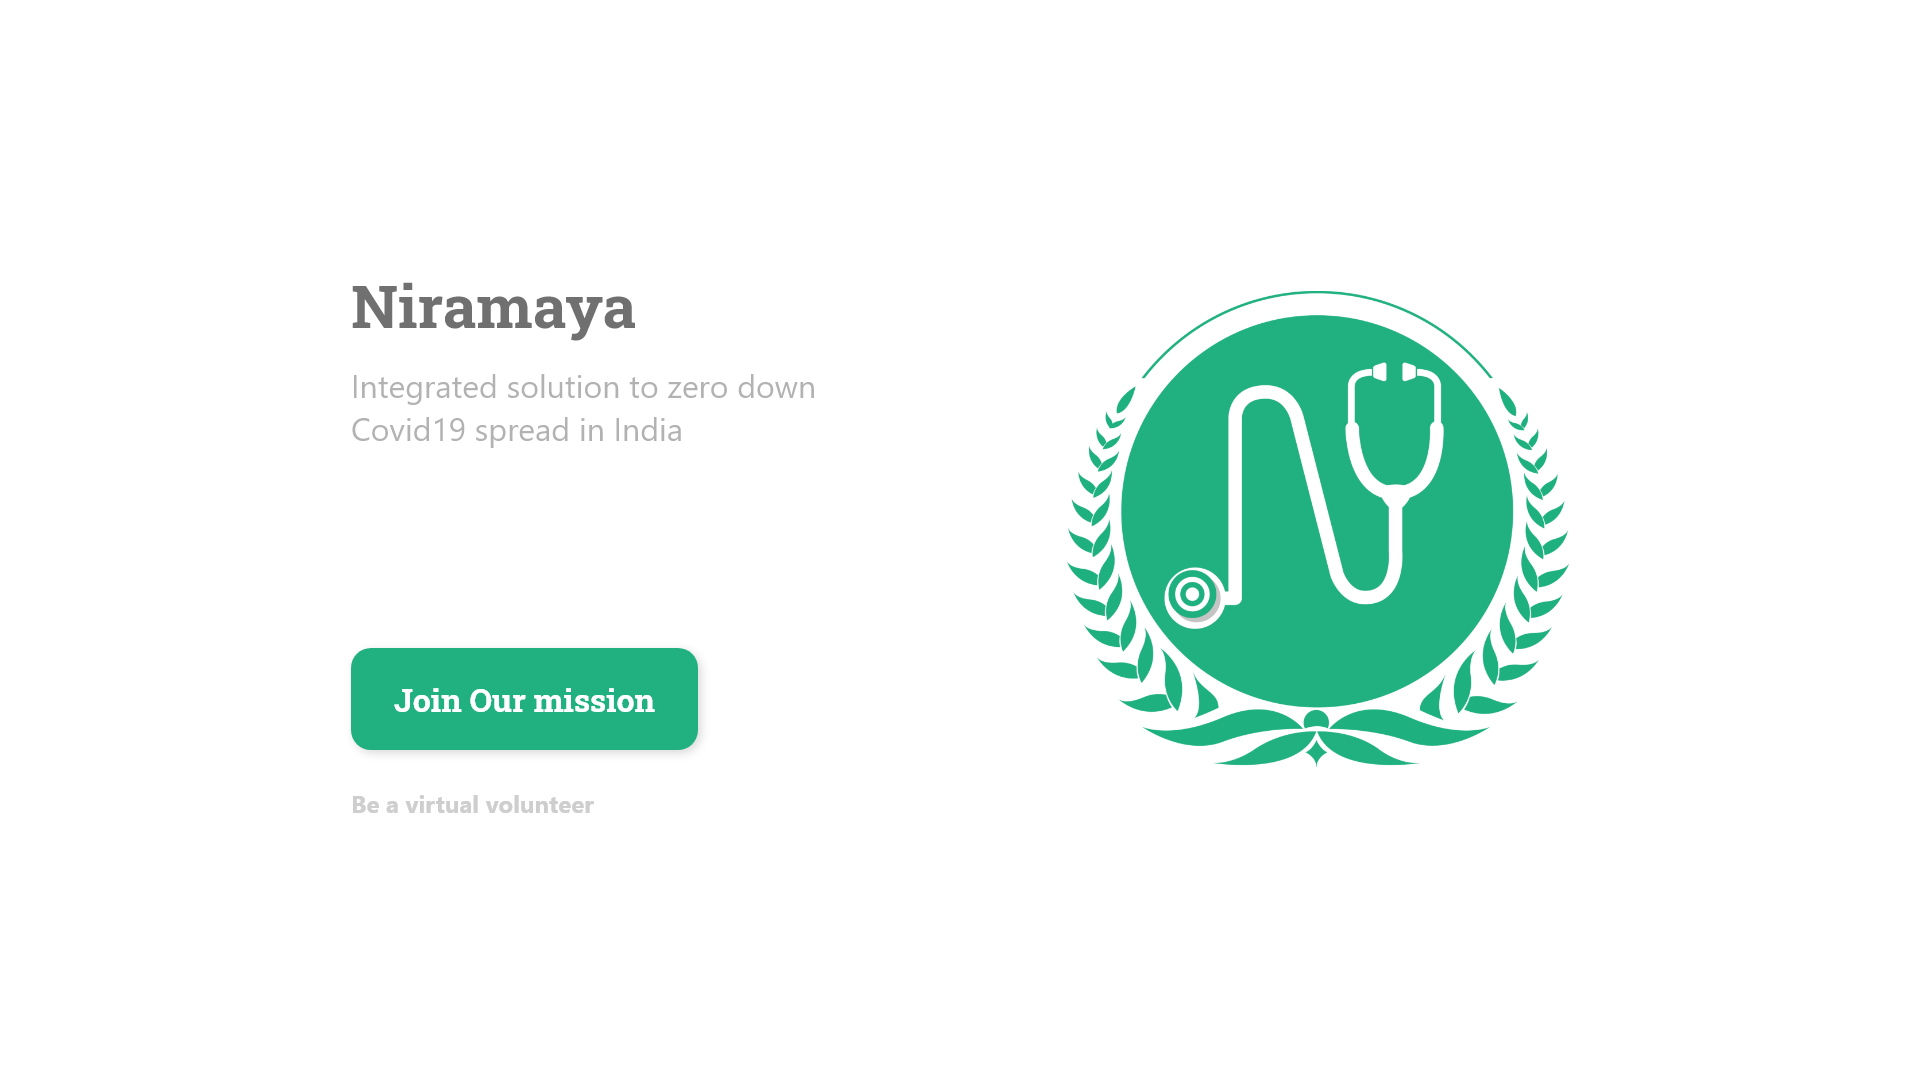 Niramaya
Integrated solution to zero down
Covid19 spread in India
Join Our mission
Be a virtual volunteer